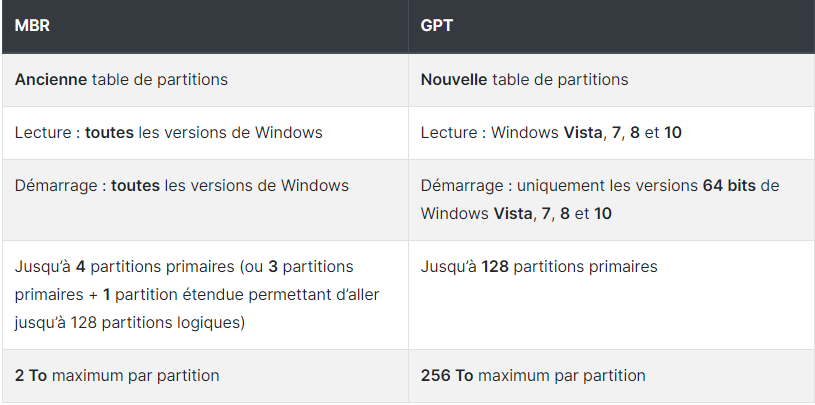 MBR
GPT
Ancienne table de partitions
Nouvelle table de partitions
Lecture : toutes les versions de Windows
Lecture : Windows Vista, 7, 8 et 10
Démarrage : toutes les versions de Windows
Démarrage : uniquement les versions 64 bits de
Windows Vista, 7, 8 et 10
Jusqu’à 4 partitions primaires (ou 3 partitions
primaires + 1 partition étendue permettant d’aller
jusqu’à 128 partitions logiques)
Jusqu’à 128 partitions primaires
2 To maximum par partition
256 To maximum par partition